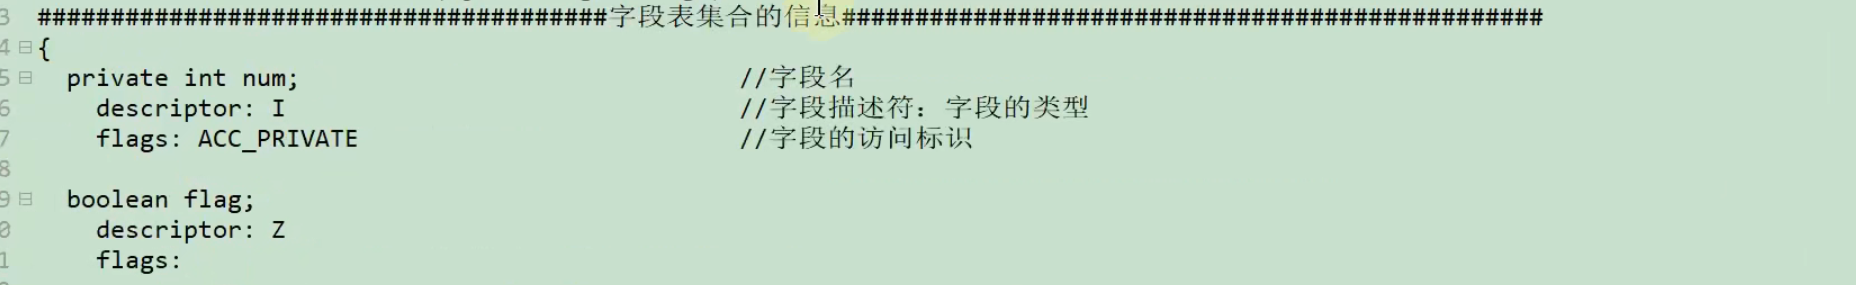 3 #######################################字段表集合的信息################################################
4 {
5 private int num; //字段名
6 descriptor: I //字段描述符：字段的类型
7 flags: ACC_PRIVATE //字段的访问标识
8
9 boolean flag;
0 descriptor: Z
1 flags: